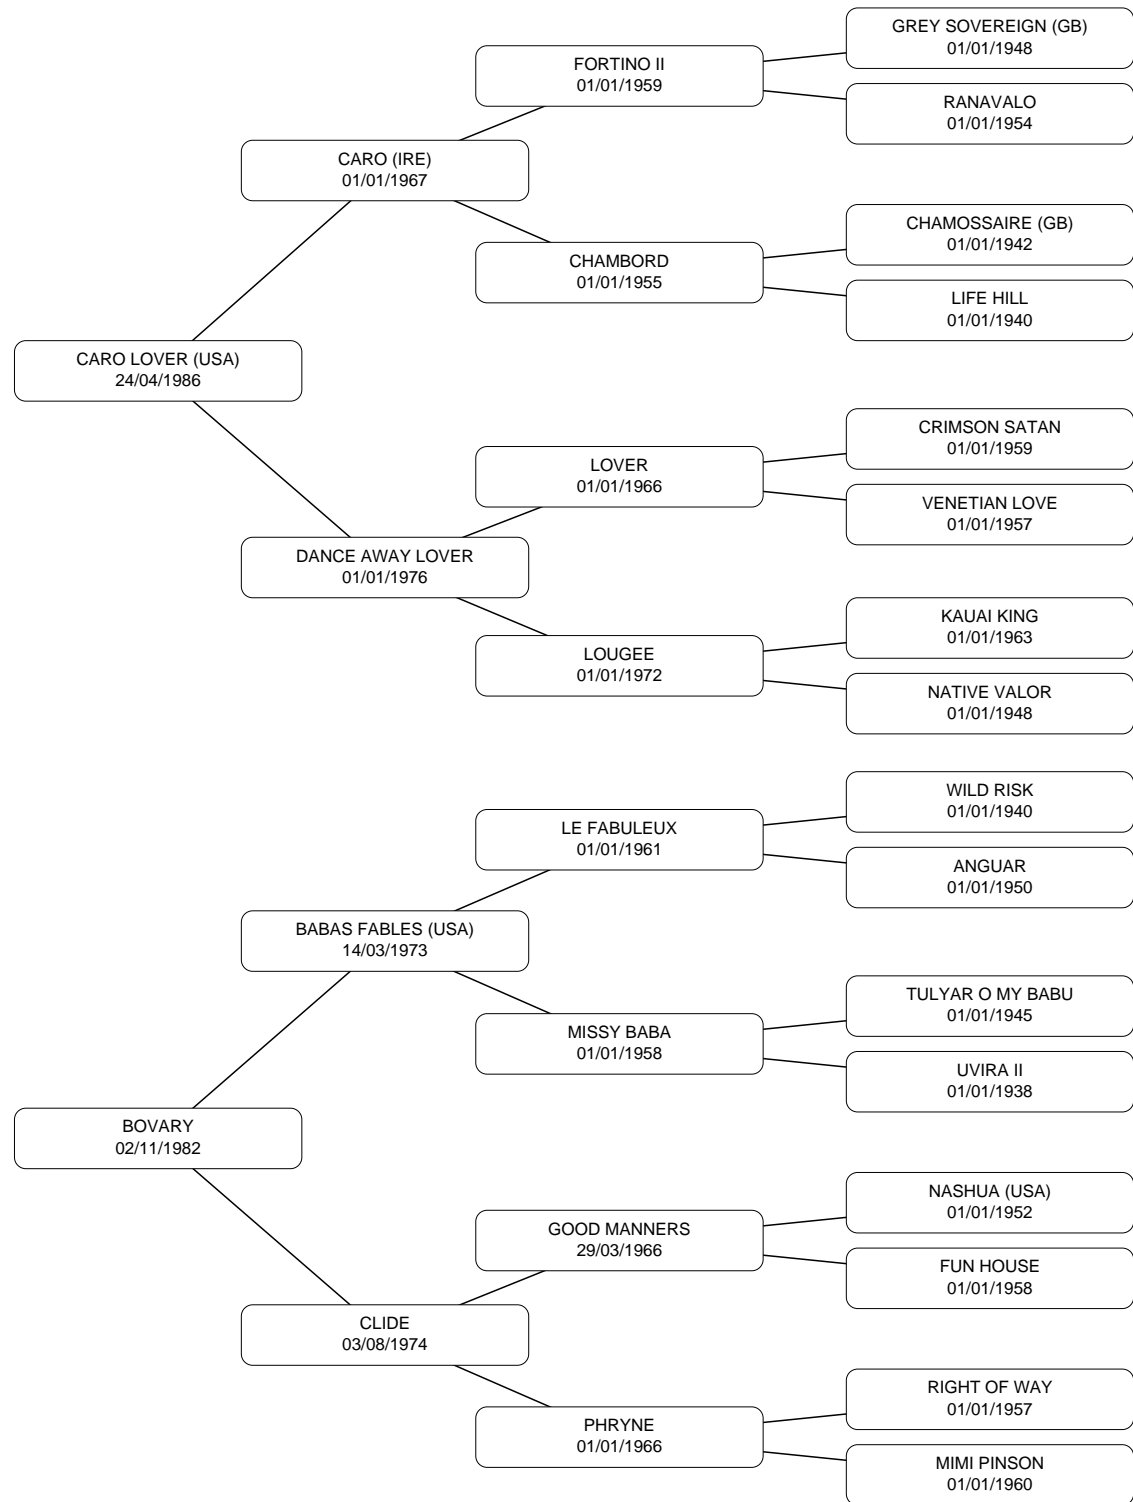 GREY SOVEREIGN (GB)
01/01/1948
FORTINO II
01/01/1959
RANAVALO
01/01/1954
CARO (IRE)
01/01/1967
CHAMOSSAIRE (GB)
01/01/1942
CHAMBORD
01/01/1955
LIFE HILL
01/01/1940
CARO LOVER (USA)
24/04/1986
CRIMSON SATAN
01/01/1959
LOVER
01/01/1966
VENETIAN LOVE
01/01/1957
DANCE AWAY LOVER
01/01/1976
KAUAI KING
01/01/1963
LOUGEE
01/01/1972
NATIVE VALOR
01/01/1948
WILD RISK
01/01/1940
LE FABULEUX
01/01/1961
ANGUAR
01/01/1950
BABAS FABLES (USA)
14/03/1973
TULYAR O MY BABU
01/01/1945
MISSY BABA
01/01/1958
UVIRA II
01/01/1938
BOVARY
02/11/1982
NASHUA (USA)
01/01/1952
GOOD MANNERS
29/03/1966
FUN HOUSE
01/01/1958
CLIDE
03/08/1974
RIGHT OF WAY
01/01/1957
PHRYNE
01/01/1966
MIMI PINSON
01/01/1960